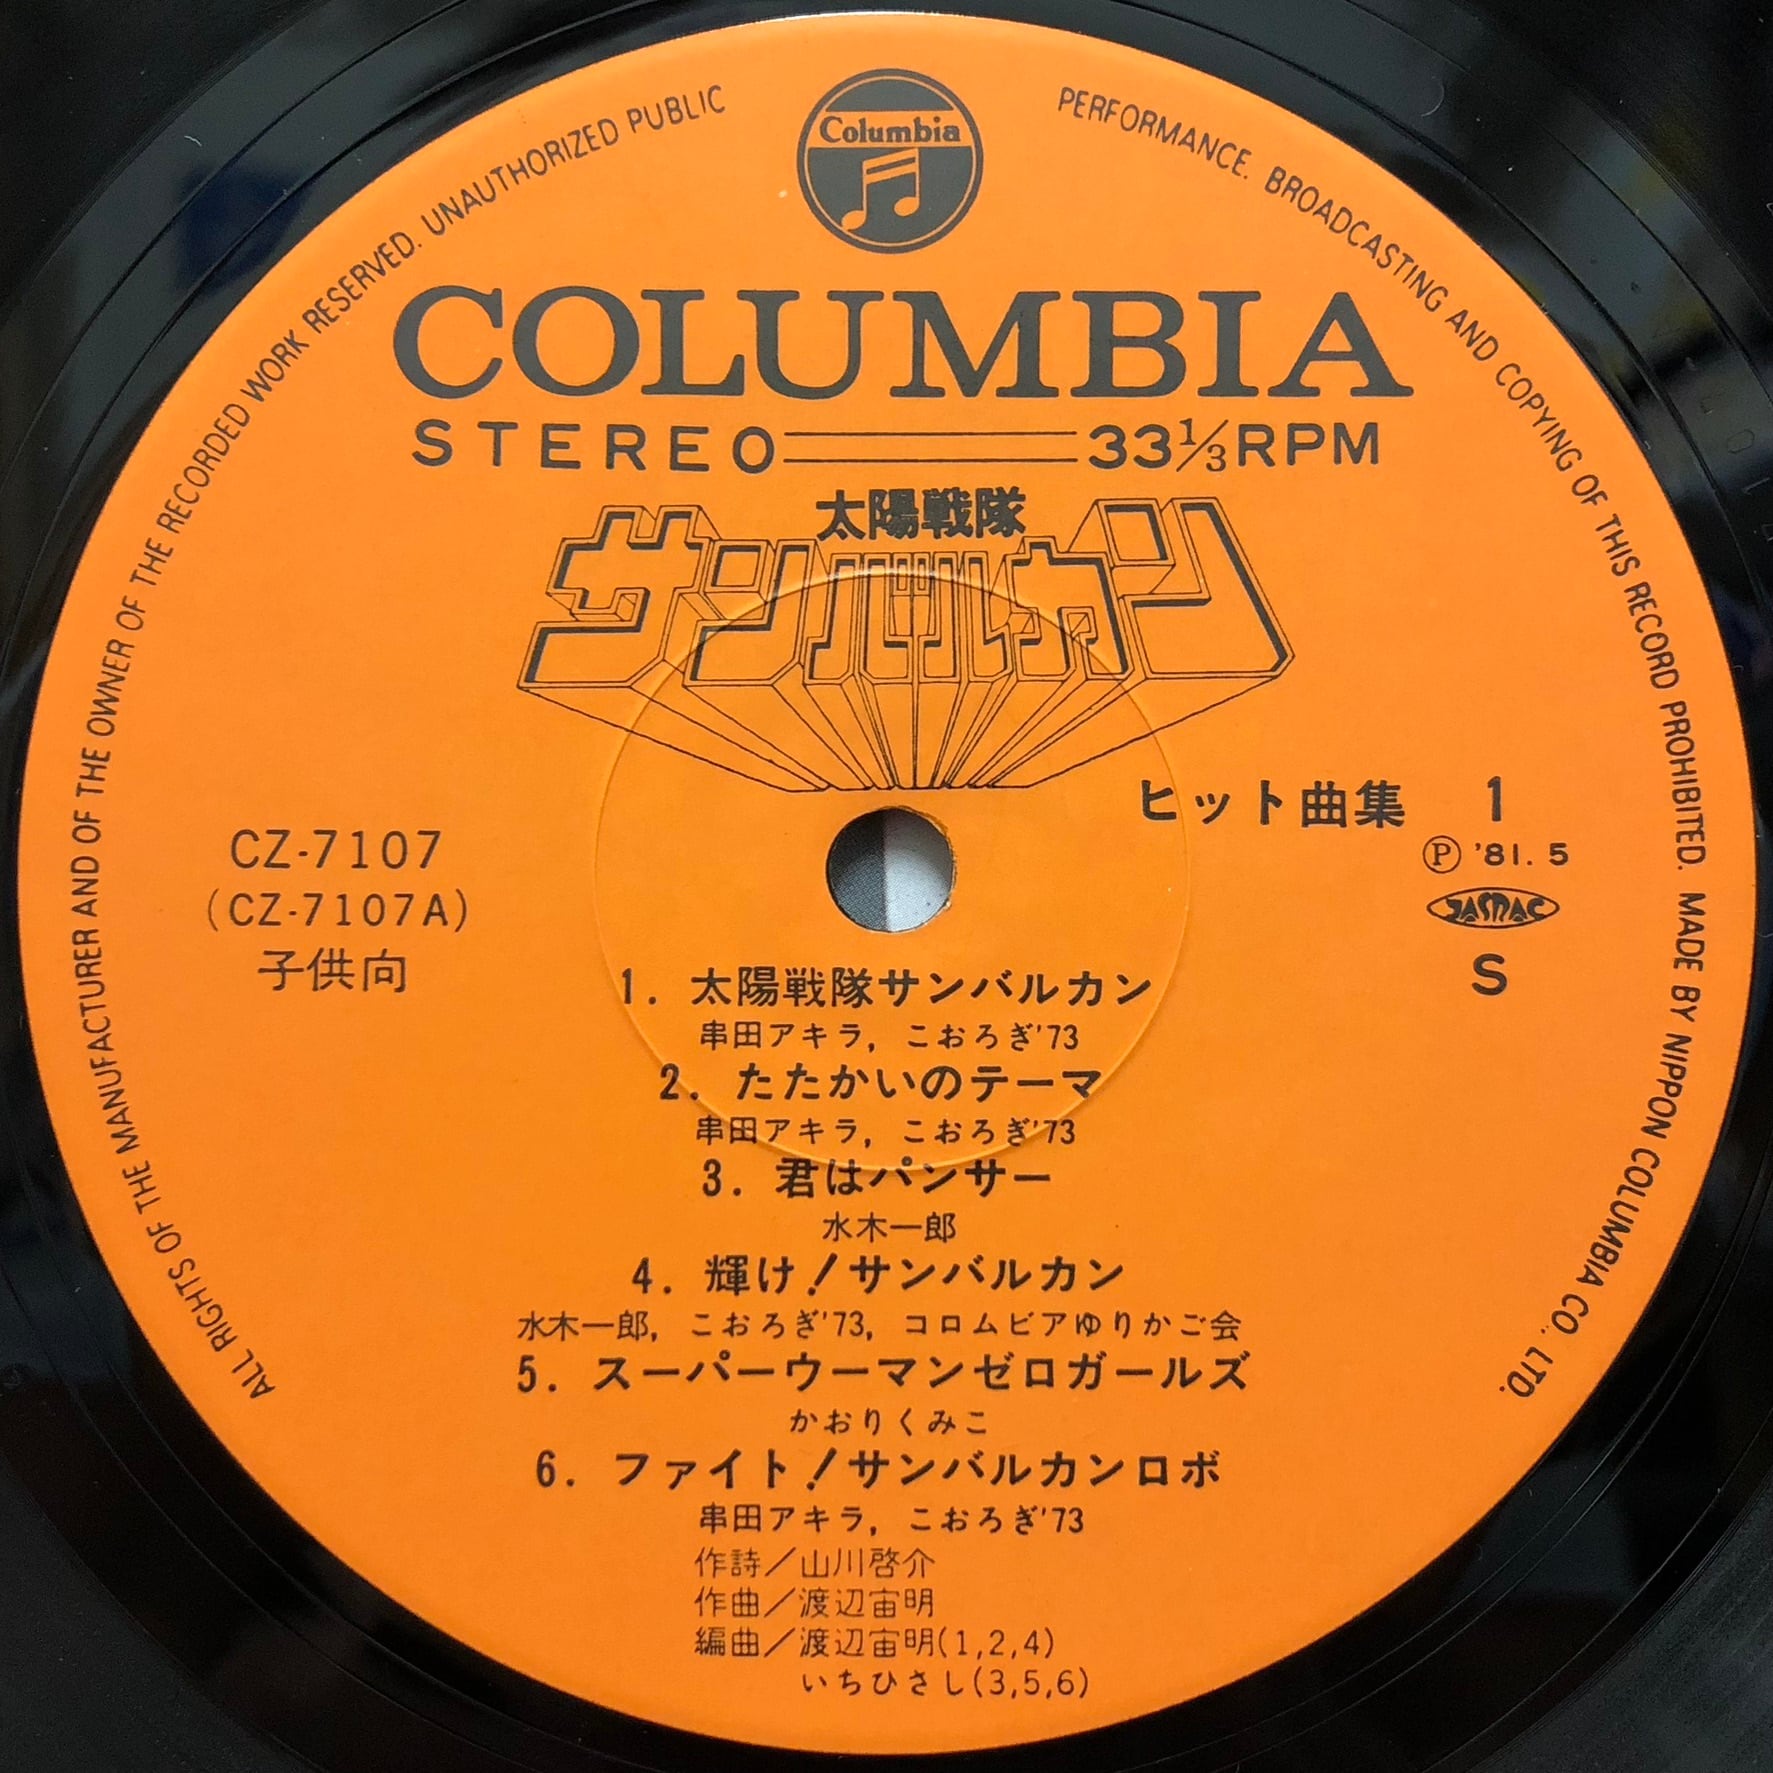 Columbia
ALL RIGHTS OF THE MANUFACTURER AND OF THE OWNER OF THE RECORDED WORK RESERVED. UNAUTHORIZED PUBLIC PERFORMANCE. BROADCASTING AND COPYING OF THIS RECORD PROHIBITED. MADE BY NIPPON COLUMBIA CO., LTD.
COLUMBIA
STEREO 33⅓RPM
太陽戦隊
サンバルカン
ヒット曲集 1
CZ-7107
Ⓟ '81. 5
(CZ-7107A)
JASRAC
子供向
S
1. 太陽戦隊サンバルカン
串田アキラ, こおろぎ'73
2. たたかいのテーマ
串田アキラ, こおろぎ'73
3. 君はパンサー
水木一郎
4. 輝け!サンバルカン
水木一郎, こおろぎ'73, コロムビアゆりかご会
5. スーパーウーマンゼロガールズ
かおりくみこ
6. ファイト!サンバルカンロボ
串田アキラ, こおろぎ'73
作詩/山川啓介
作曲/渡辺宙明
編曲/渡辺宙明(1,2,4)
いちひさし(3,5,6)